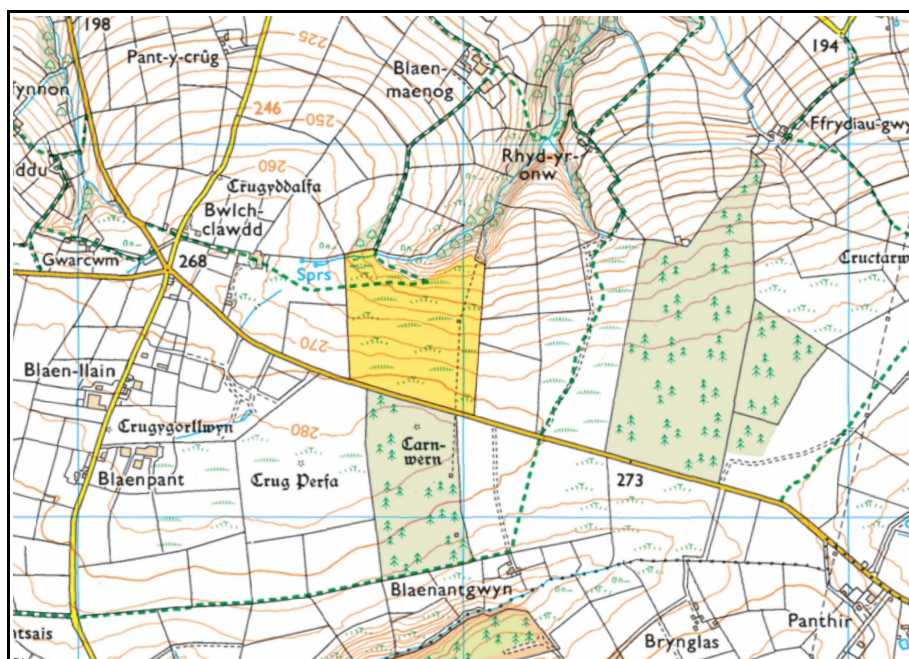 198
Pant-y-crûg
225
194
Blaen-
maenog
ynnon
246
250
Ffrydiau-gwy
Rhyd-yr-
onw
ddu
260
Crugyddalfa
Bwlch-
clawdd
Gwarcwm
268
Sprs
Cructarw
270
Blaen-llain
280
Crugygorllwyn
Carn-
wern
Crug Perfa
Blaenpant
273
Blaenantgwyn
ntsais
Brynglas
Panthir